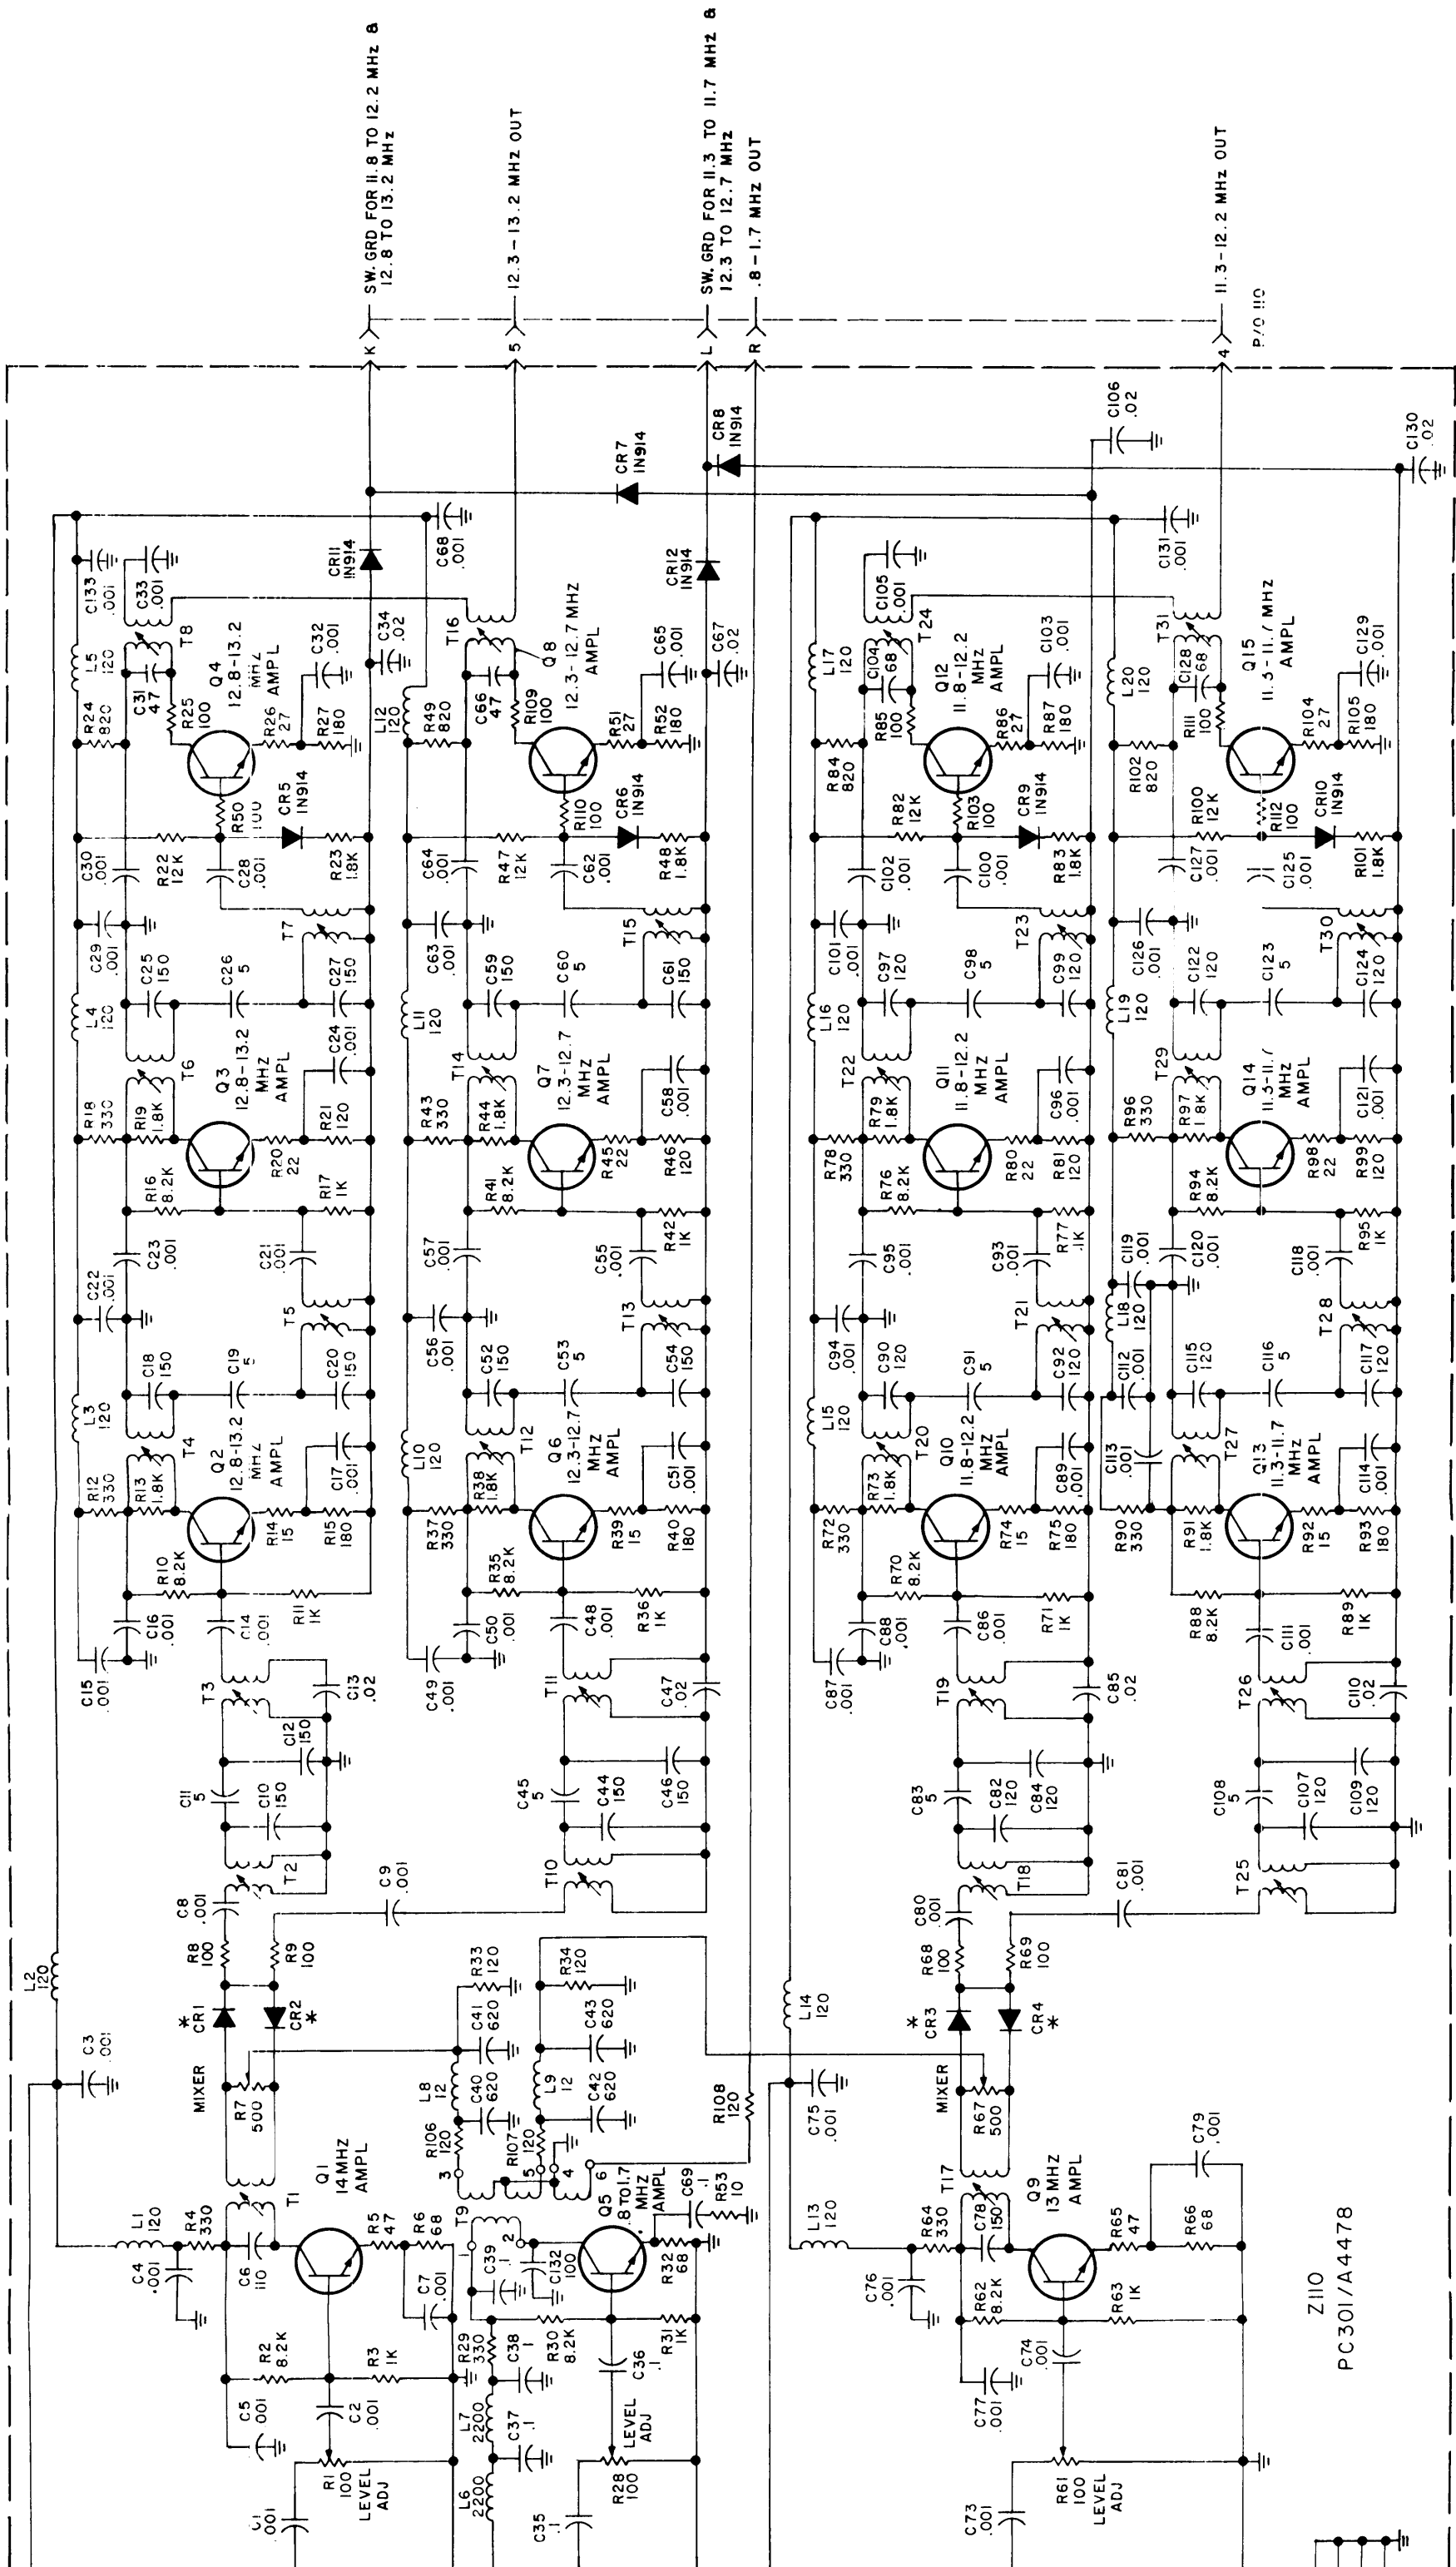 SW. GRD FOR 11.8 TO 12.2 MHz &
12.8 TO 13.2 MHz
12.3-13.2 MHZ OUT
SW. GRD FOR 11.3 TO 11.7 MHZ &
12.3 TO 12.7 MHz
.8-1.7 MHz OUT
11.3-12.2 MHz OUT
K
5
L
R
4
C133
.001
C33
.001
L5
120
T8
R24
820
C31
47
R25
100
Q4
12.8-13.2
MHZ
AMPL
R26
27
R27
180
C32
.001
C34
.02
CR11
1N914
C68
.001
CR7
1N914
CR8
1N914
C106
.02
C130
.02
C30
.001
R22
12K
R50
100
C28
.001
CR5
1N914
R23
1.8K
C29
.001
C25
150
C26
5
T7
C27
150
L4
120
T6
R18
330
R19
1.8K
Q3
12.8-13.2
MHZ
AMPL
R20
22
R21
120
C24
.001
R16
8.2K
R17
1K
C23
.001
C21
.001
C22
.001
T5
C18
150
C19
5
C20
150
L3
120
T4
R12
330
R13
1.8K
Q2
12.8-13.2
MHZ
AMPL
R14
15
R15
180
C17
.001
R10
8.2K
R11
1K
C16
.001
C14
.001
C15
.001
T3
C13
.02
C12
150
C11
5
C10
150
T2
C8
.001
C9
.001
R8
100
R9
100
L2
120
*
CR1
CR2
*
C3
.001
MIXER
R7
500
T1
Q1
14MHZ
AMPL
L1
120
R4
330
C4
.001
C6
110
R5
47
R6
68
C7
.001
R2
8.2K
R3
1K
C5
.001
C2
.001
R1
100
LEVEL
ADJ
.001
L12
120
R49
820
T16
C66
47
R109
100
Q8
12.3-12.7 MHZ
AMPL
R51
27
R52
180
C65
.001
C67
.02
CR12
1N914
C64
.001
R47
12K
R110
100
C62
.001
CR6
1N914
R48
1.8K
C63
.001
C59
150
C60
5
T15
C61
150
L11
120
T14
R43
330
R44
1.8K
Q7
12.3-12.7
MHZ
AMPL
R45
22
R46
120
C58
.001
R41
8.2K
R42
1K
C57
.001
C55
.001
C56
.001
T13
C52
150
C53
5
C54
150
L10
120
T12
R37
330
R38
1.8K
Q6
12.3-12.7
MHZ
AMPL
R39
15
R40
180
C51
.001
R35
8.2K
R36
1K
C50
.001
C48
.001
C49
.001
T11
C47
.02
C45
5
C44
150
C46
150
T10
R33
120
R34
120
C41
620
C43
620
L8
12
L9
12
C40
620
C42
620
R106
120
R107
120
R108
120
3
5
4
6
T9
1
2
Q5
.8 TO 1.7
MHZ
AMPL
C69
.1
R53
10
C39
.1
C132
100
R32
68
R29
330
C38
.1
R30
8.2K
R31
1K
C36
.1
L7
2200
C37
.1
L6
2200
R28
100
LEVEL
ADJ
C35
.1
L17
120
C105
.001
T24
R84
820
C104
68
R85
100
Q12
11.8-12.2
MHZ
AMPL
R86
27
R87
180
C103
.001
C102
.001
R82
12K
R103
100
C100
.001
CR9
1N914
R83
1.8K
C101
.001
C97
120
C98
5
T23
C99
120
L16
120
T22
R78
330
R79
1.8K
Q11
11.8-12.2
MHZ
AMPL
R80
22
R81
120
C96
.001
R76
8.2K
R77
.1K
C95
.001
C93
.001
C94
.001
T21
C90
120
C91
5
C92
120
L15
120
T20
R72
330
R73
1.8K
Q10
11.8-12.2
MHZ
AMPL
R74
15
R75
180
C89
.001
R70
8.2K
R71
1K
C88
.001
C86
.001
C87
.001
T19
C85
.02
C83
5
C82
120
C84
120
T18
C80
.001
C81
.001
R68
100
R69
100
L14
120
*
CR3
CR4
*
C75
.001
MIXER
R67
500
T17
C79
.001
Q9
13 MHZ
AMPL
L13
120
R64
330
C78
150
C76
.001
R65
47
R66
68
R62
8.2K
R63
1K
C77
.001
C74
.001
R61
100
LEVEL
ADJ
C73
.001
C131
.001
L20
120
T31
R102
820
C128
68
R111
100
Q15
11.3-11.7 MHZ
AMPL
R104
27
R105
180
C129
.001
R100
12K
C127
.001
R112
100
C125
.001
CR10
1N914
R101
1.8K
C126
.001
C122
120
C123
5
T30
C124
120
L19
120
T29
R96
330
R97
1.8K
Q14
11.3-11.7
MHZ
AMPL
R98
22
R99
120
C121
.001
R94
8.2K
R95
1K
C119
.001
C120
.001
C118
.001
L18
120
C112
.001
C113
.001
C115
120
C116
5
T28
C117
120
T27
R90
330
R91
1.8K
Q13
11.3-11.7
MHZ
AMPL
R92
15
R93
180
C114
.001
R88
8.2K
R89
1K
C111
.001
T26
C110
.02
C108
5
C107
120
C109
120
T25
Z110
PC301/A4478